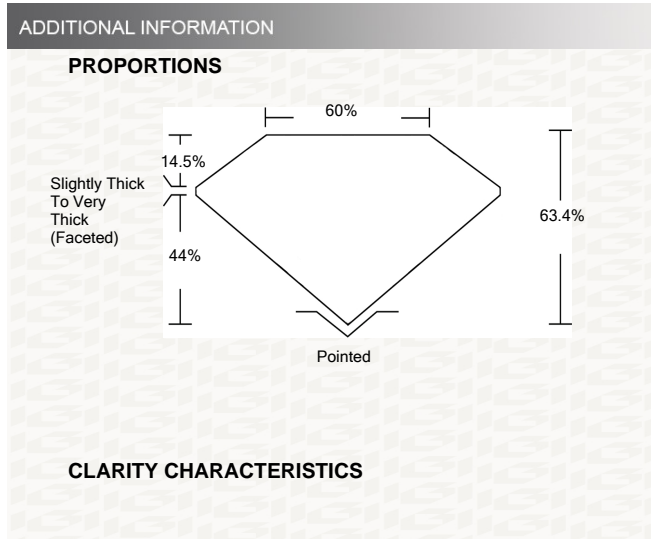 ADDITIONAL INFORMATION
PROPORTIONS
60%
14.5%
Slightly Thick
To Very
Thick
(Faceted)
63.4%
44%
Pointed
CLARITY CHARACTERISTICS